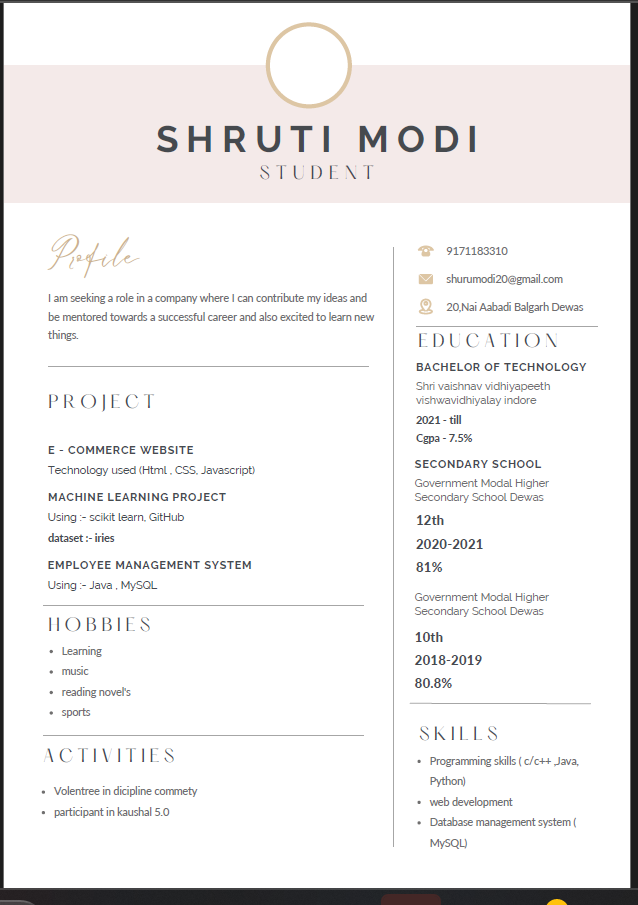 SHRUTI MODI
STUDENT
Profile
I am seeking a role in a company where I can contribute my ideas and
be mentored towards a successful career and also excited to learn new
things.
PROJECT
E - COMMERCE WEBSITE
Technology used (Html , CSS, Javascript)
MACHINE LEARNING PROJECT
Using :- scikit learn, GitHub
dataset :- iries
EMPLOYEE MANAGEMENT SYSTEM
Using :- Java , MySQL
HOBBIES
• Learning
• music
• reading novel's
• sports
ACTIVITIES
• Volentree in dicipline commety
• participant in kaushal 5.0
9171183310
shurumodi20@gmail.com
20,Nai Aabadi Balgarh Dewas
EDUCATION
BACHELOR OF TECHNOLOGY
Shri vaishnav vidhiyapeeth
vishwavidhiyalay indore
2021 - till
Cgpa - 7.5%
SECONDARY SCHOOL
Government Modal Higher
Secondary School Dewas
12th
2020-2021
81%
Government Modal Higher
Secondary School Dewas
10th
2018-2019
80.8%
SKILLS
• Programming skills ( c/c++ ,Java,
Python)
• web development
• Database management system (
MySQL)